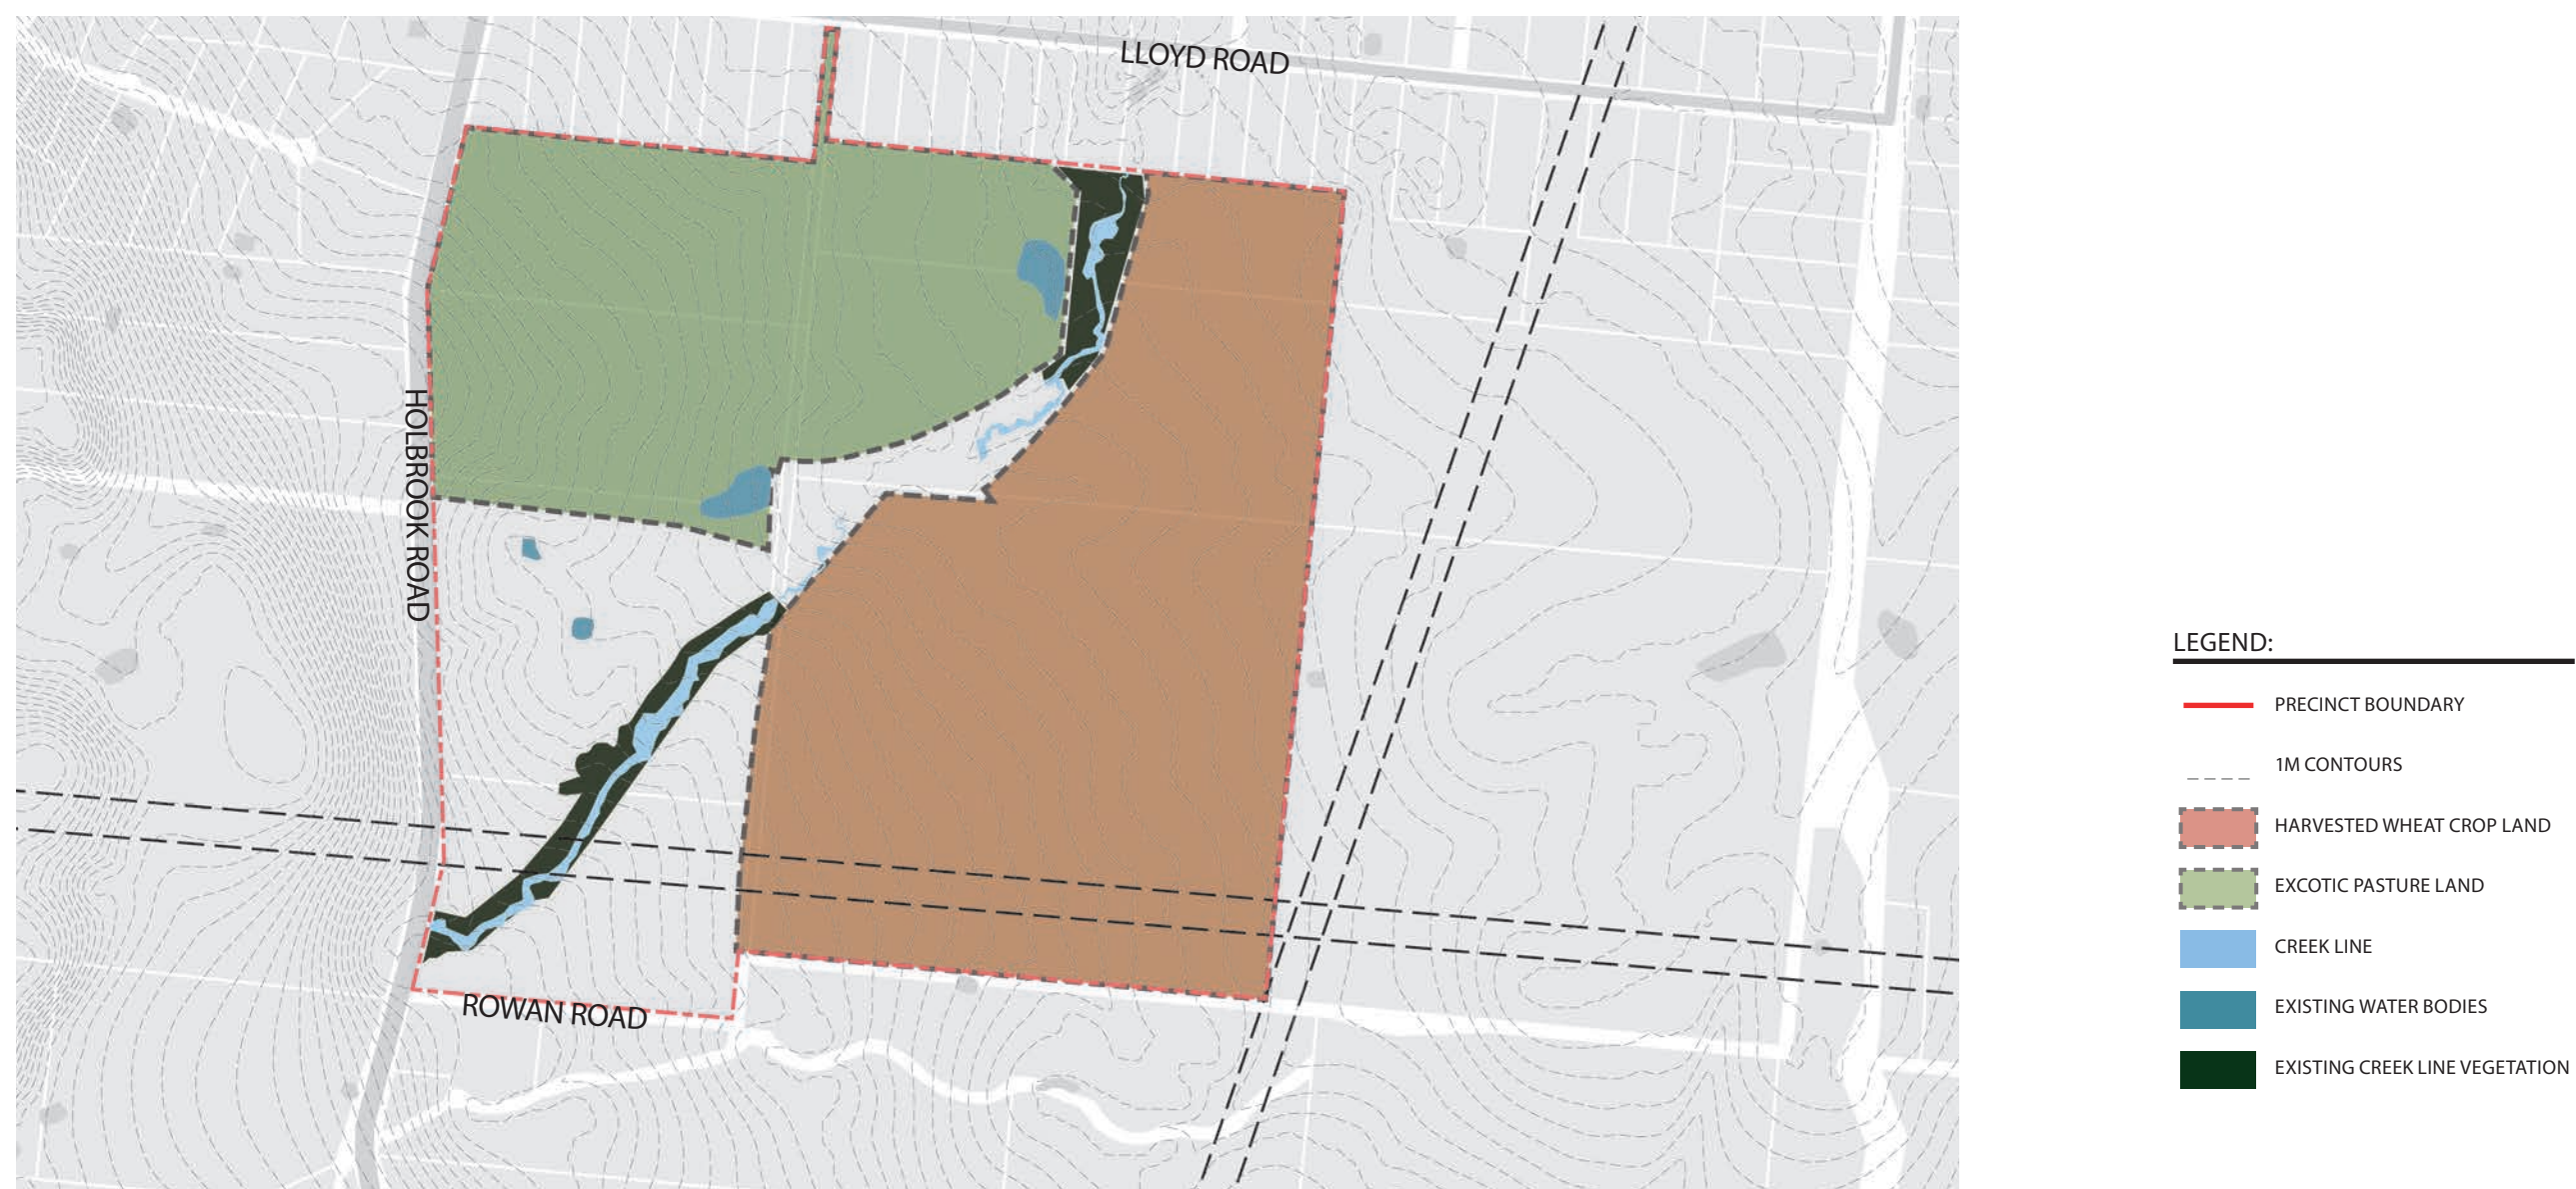 LLOYD ROAD
HOLBROOK ROAD
ROWAN ROAD
LEGEND:
PRECINCT BOUNDARY
1M CONTOURS
HARVESTED WHEAT CROP LAND
EXCOTIC PASTURE LAND
CREEK LINE
EXISTING WATER BODIES
EXISTING CREEK LINE VEGETATION